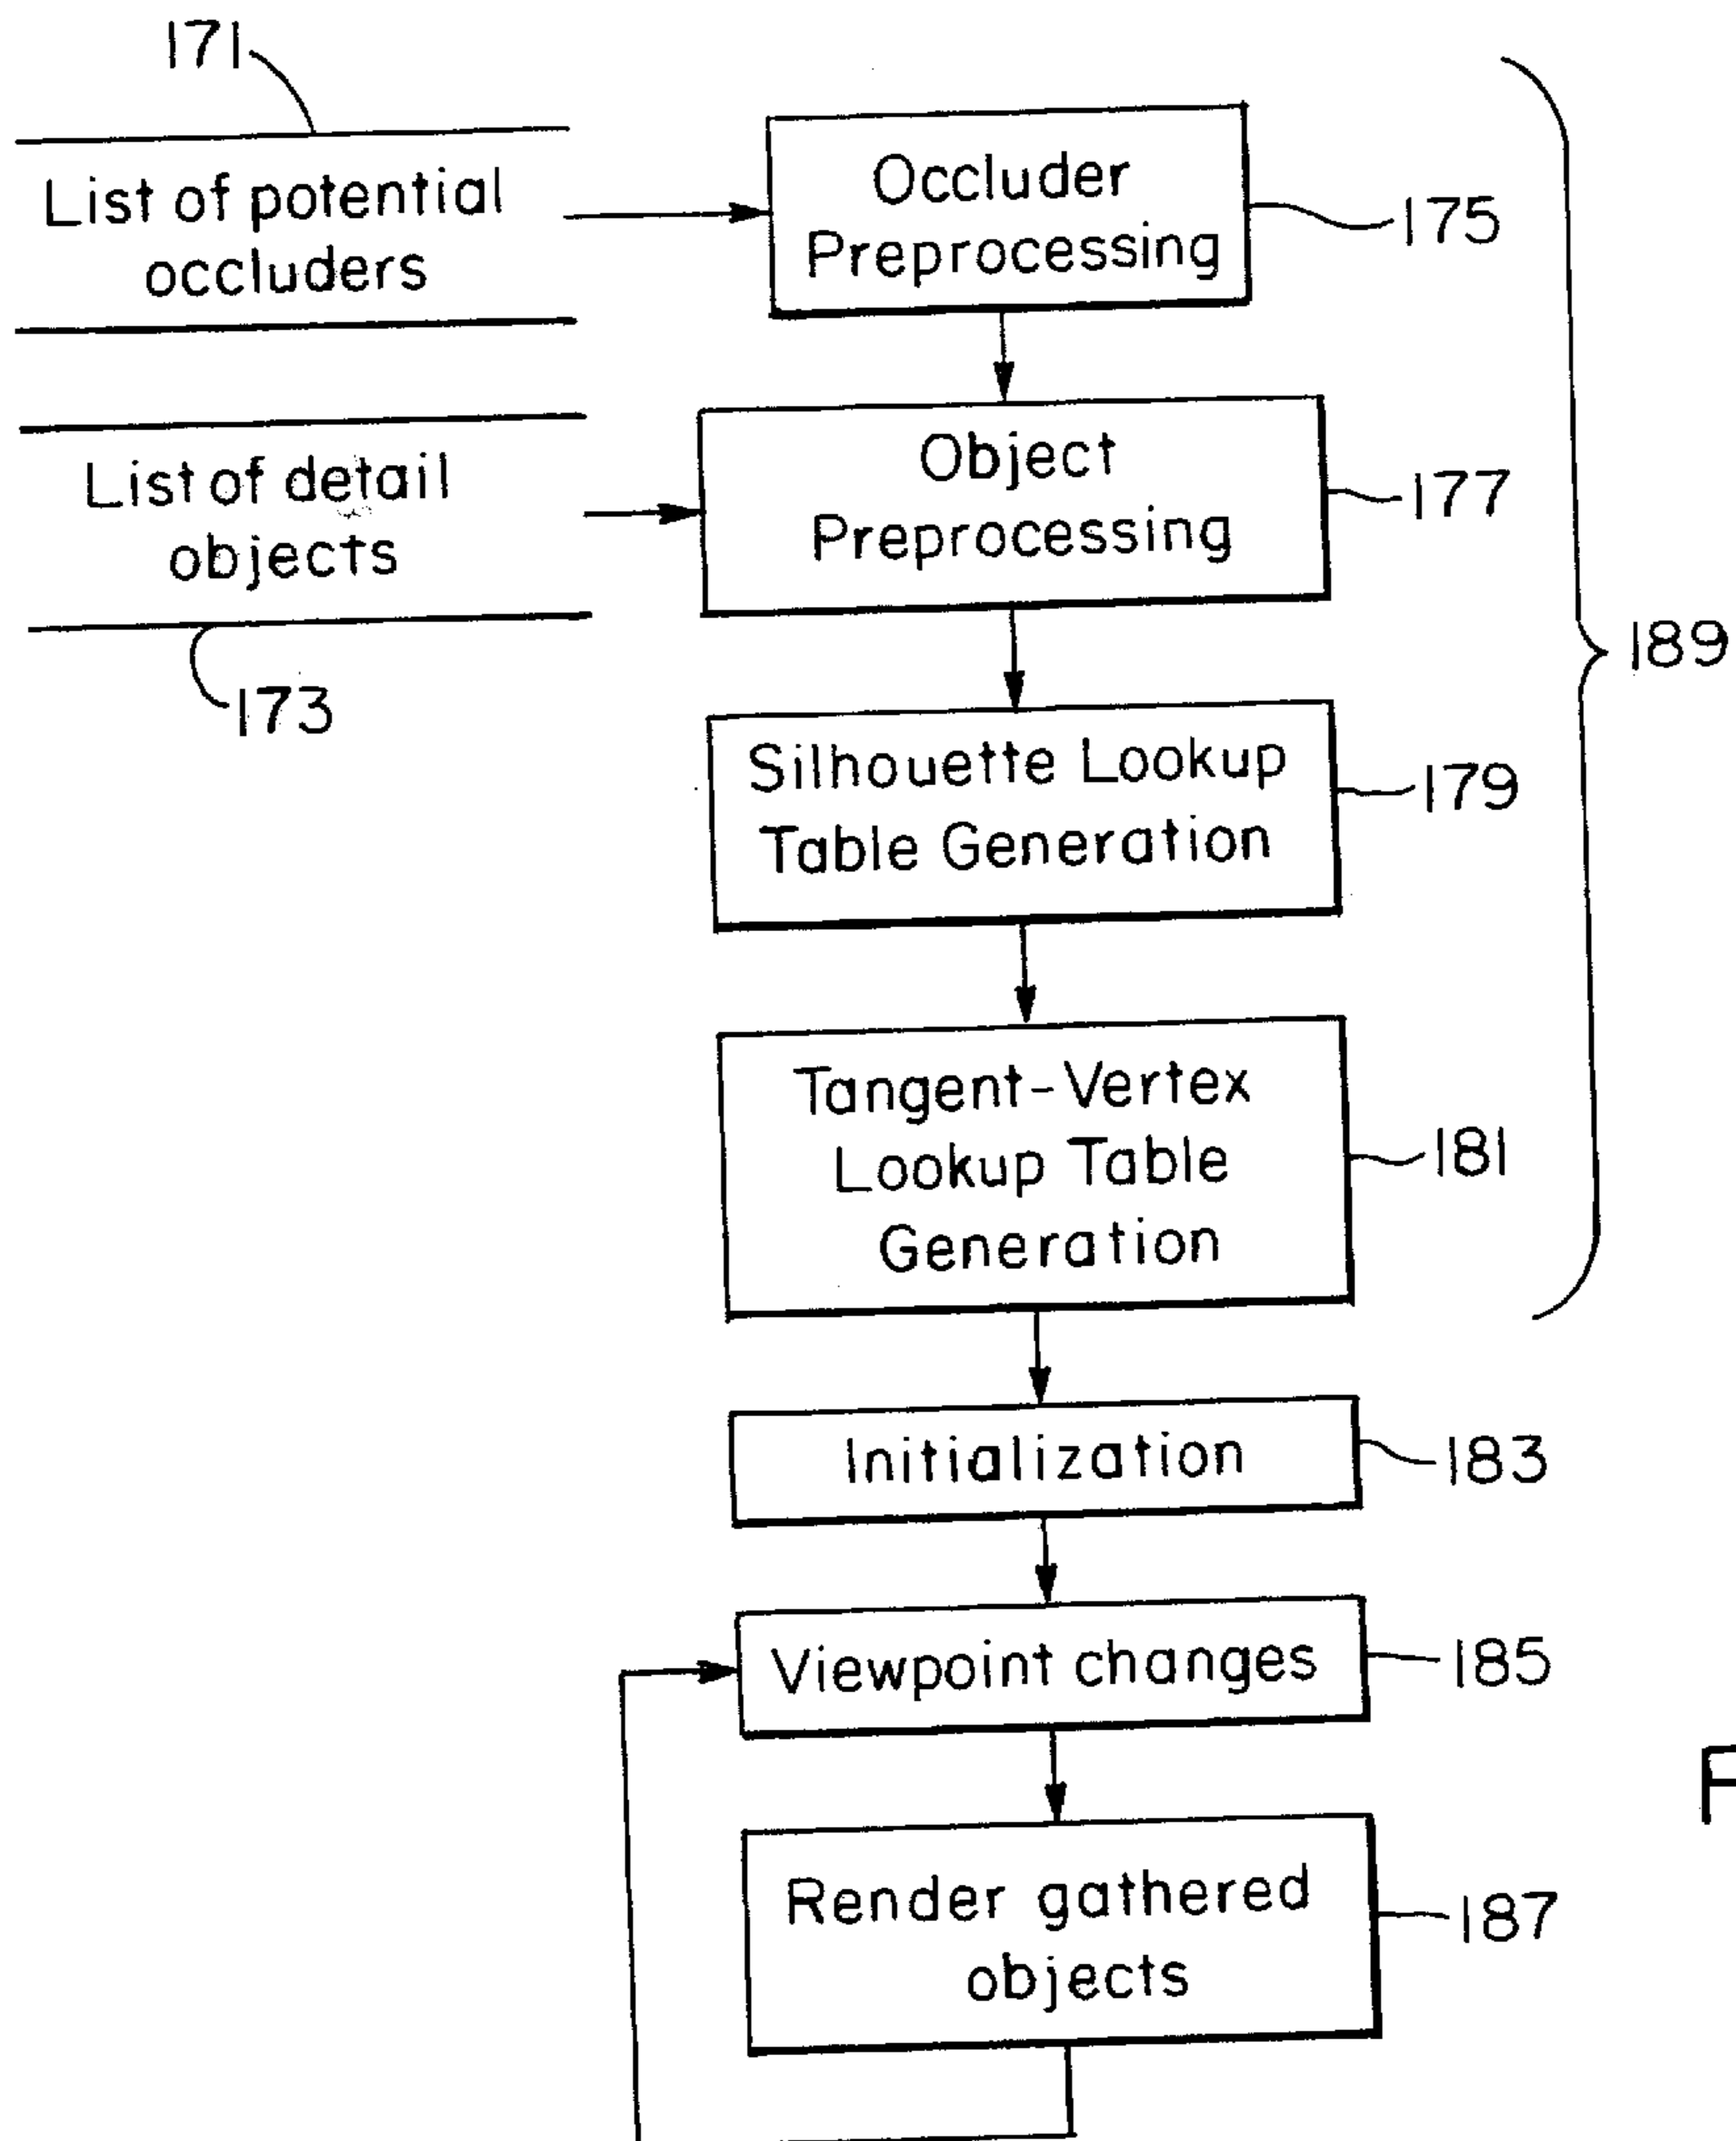 171
List of potential
occluders
Occluder
Preprocessing
175
List of detail
objects
173
Object
Preprocessing
177
189
Silhouette Lookup
Table Generation
179
Tangent-Vertex
Lookup Table
Generation
181
Initialization
183
Viewpoint changes
185
Render gathered
objects
187